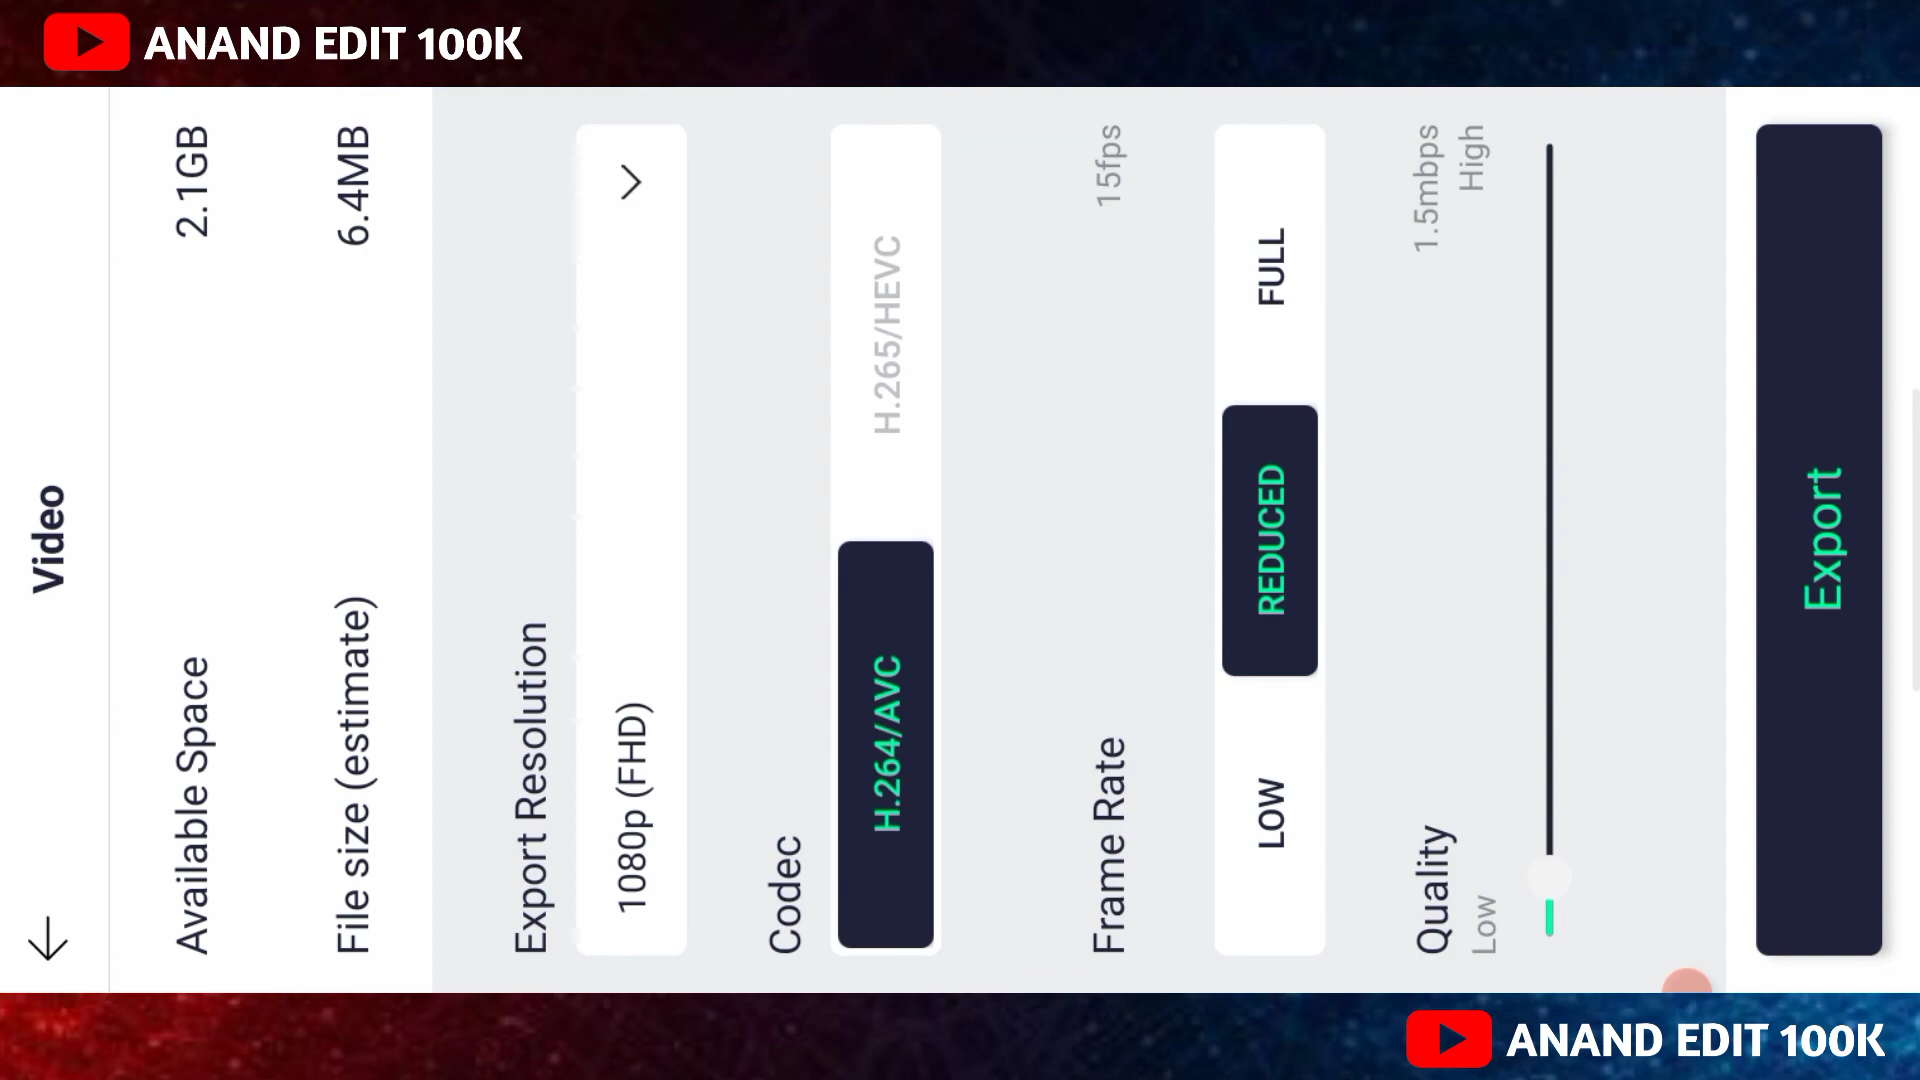 ANAND EDIT 100K
Video
Available Space 2.1GB
File size (estimate) 6.4MB
Export Resolution
1080p (FHD)
Codec
H.264/AVC H.265/HEVC
Frame Rate 15fps
LOW REDUCED FULL
Quality 1.5mbps
Low High
Export
ANAND EDIT 100K